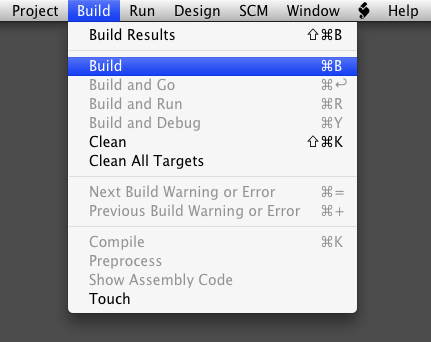 Project Build Run Design SCM Window Help
Build Results ⇧⌘B
Build ⌘B
Build and Go ⌘↩
Build and Run ⌘R
Build and Debug ⌘Y
Clean ⇧⌘K
Clean All Targets
Next Build Warning or Error ⌘=
Previous Build Warning or Error ⌘+
Compile ⌘K
Preprocess
Show Assembly Code
Touch